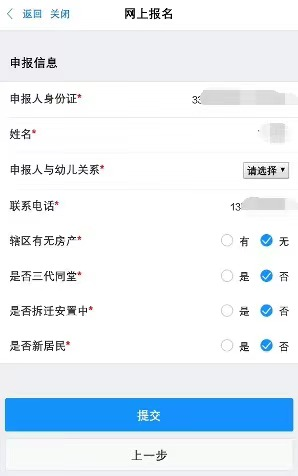 返回 关闭 网上报名
申报信息
申报人身份证* 33
姓名*
申报人与幼儿关系* 请选择
联系电话* 13
辖区有无房产* 有 无
是否三代同堂* 是 否
是否拆迁安置中* 是 否
是否新居民* 是 否
提交
上一步